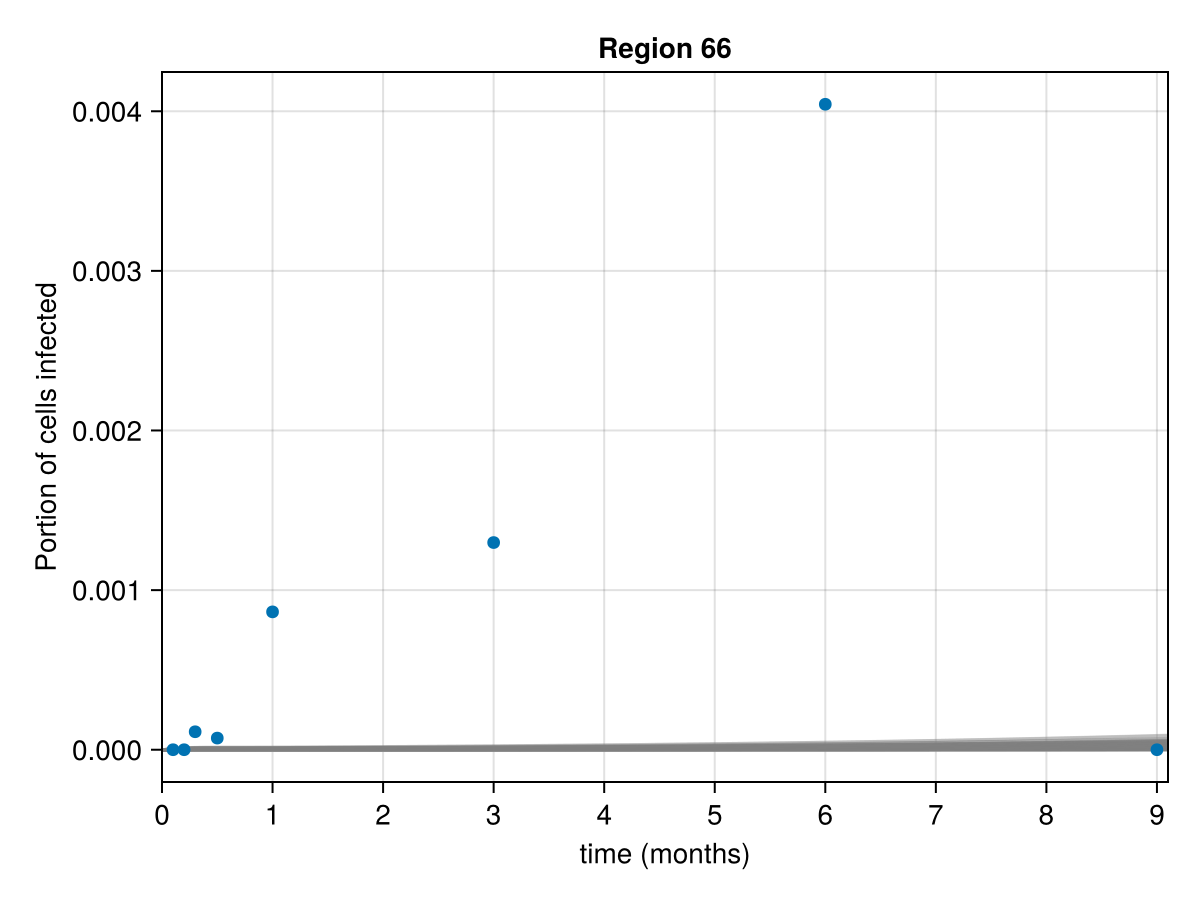 Region 66
Portion of cells infected
0.004
0.003
0.002
0.001
0.000
0 1 2 3 4 5 6 7 8 9
time (months)